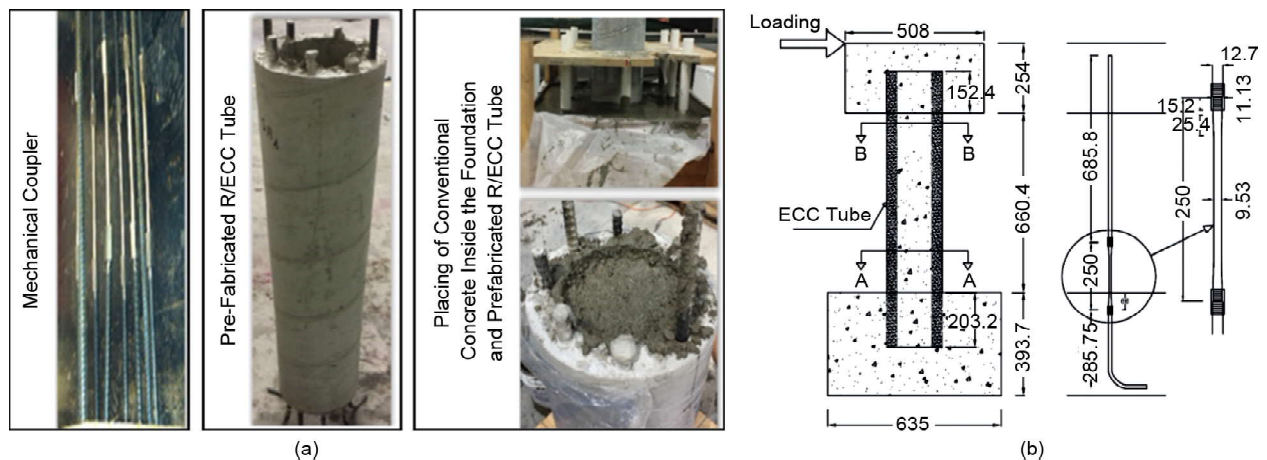 Mechanical Coupler
Pre-Fabricated R/ECC Tube
Placing of Conventional
Concrete Inside the Foundation
and Prefabricated R/ECC Tube
(a)
Loading
508
254
152.4
B
B
ECC Tube
660.4
A
A
203.2
393.7
635
685.8
250
285.75
12.7
11.13
15.2
25.4
250
9.53
(b)